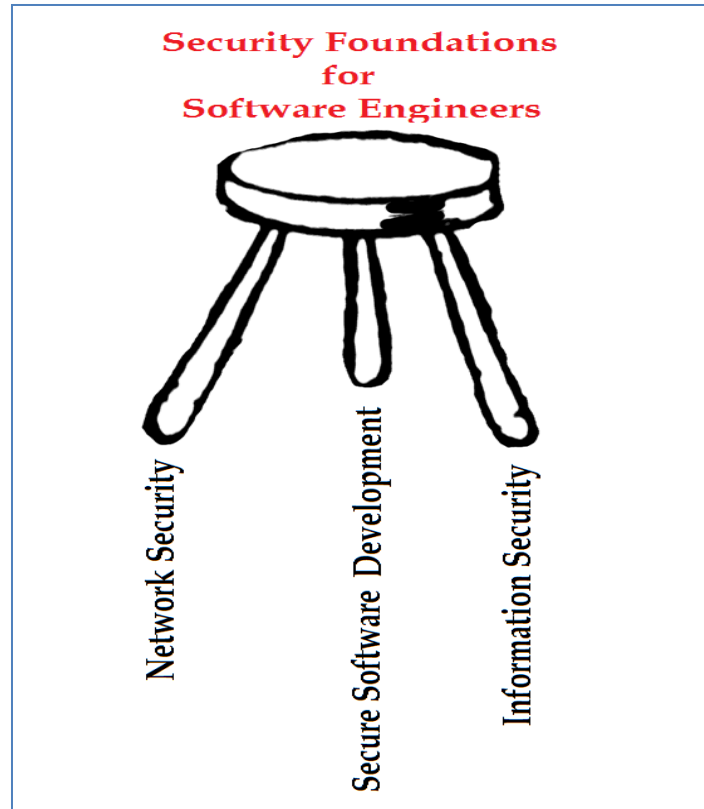 Security Foundations
for
Software Engineers
Network Security
Secure Software Development
Information Security